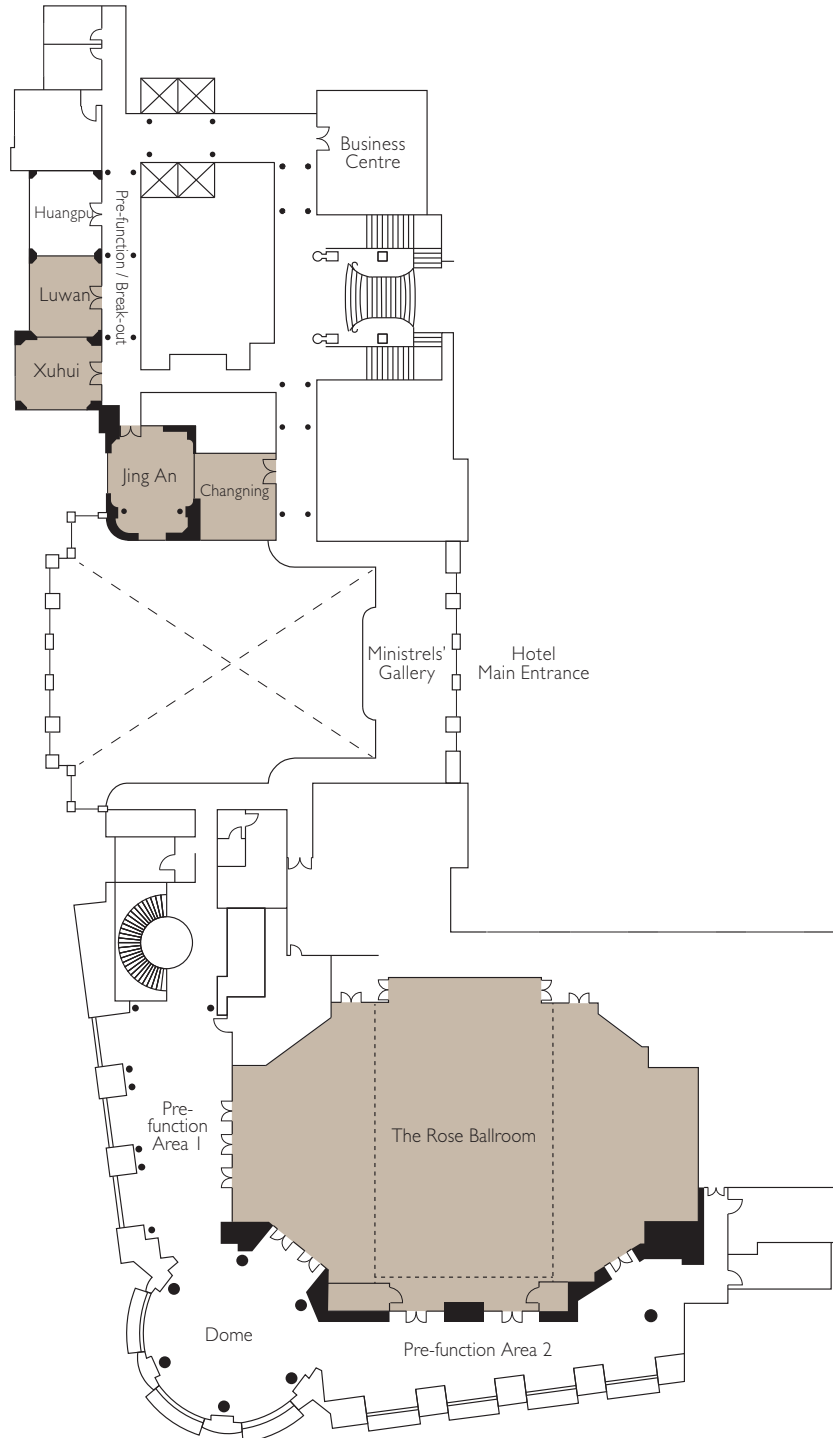 Business
Centre
Huangpu
Pre-function / Break-out
Luwan
Xuhui
Jing An
Changning
Ministrels'
Gallery
Hotel
Main Entrance
Pre-
function
Area 1
The Rose Ballroom
Dome
Pre-function Area 2